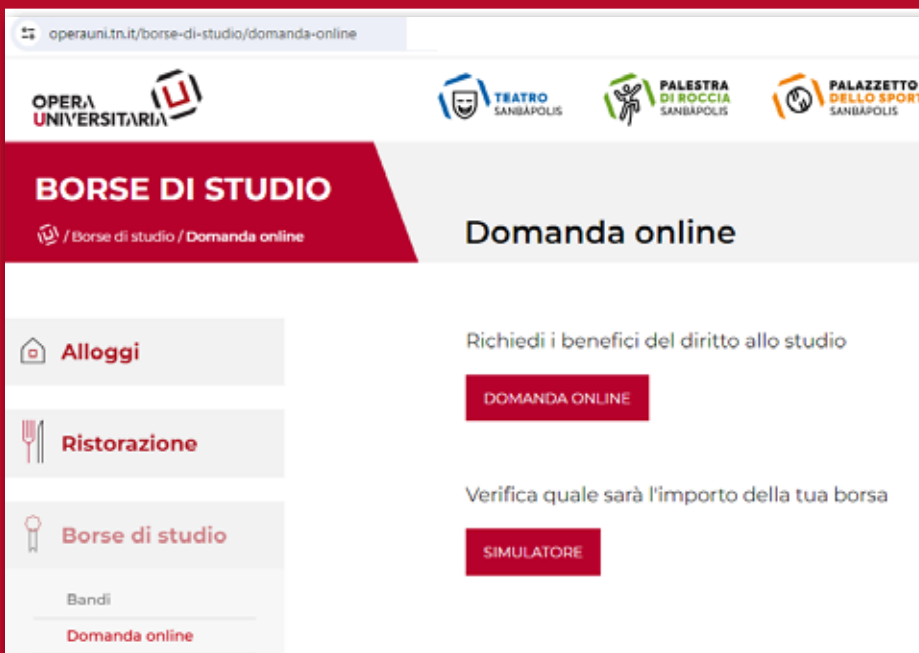 operauni.tn.it/borse-di-studio/domanda-online
OPERA
UNIVERSITARIA
TEATRO
SANBÀPOLIS
PALESTRA
DI ROCCIA
SANBÀPOLIS
PALAZZETTO
DELLO SPORT
SANBÀPOLIS
BORSE DI STUDIO
/ Borse di studio / Domanda online
Domanda online
Alloggi
Ristorazione
Borse di studio
Bandi
Domanda online
Richiedi i benefici del diritto allo studio
DOMANDA ONLINE
Verifica quale sarà l'importo della tua borsa
SIMULATORE